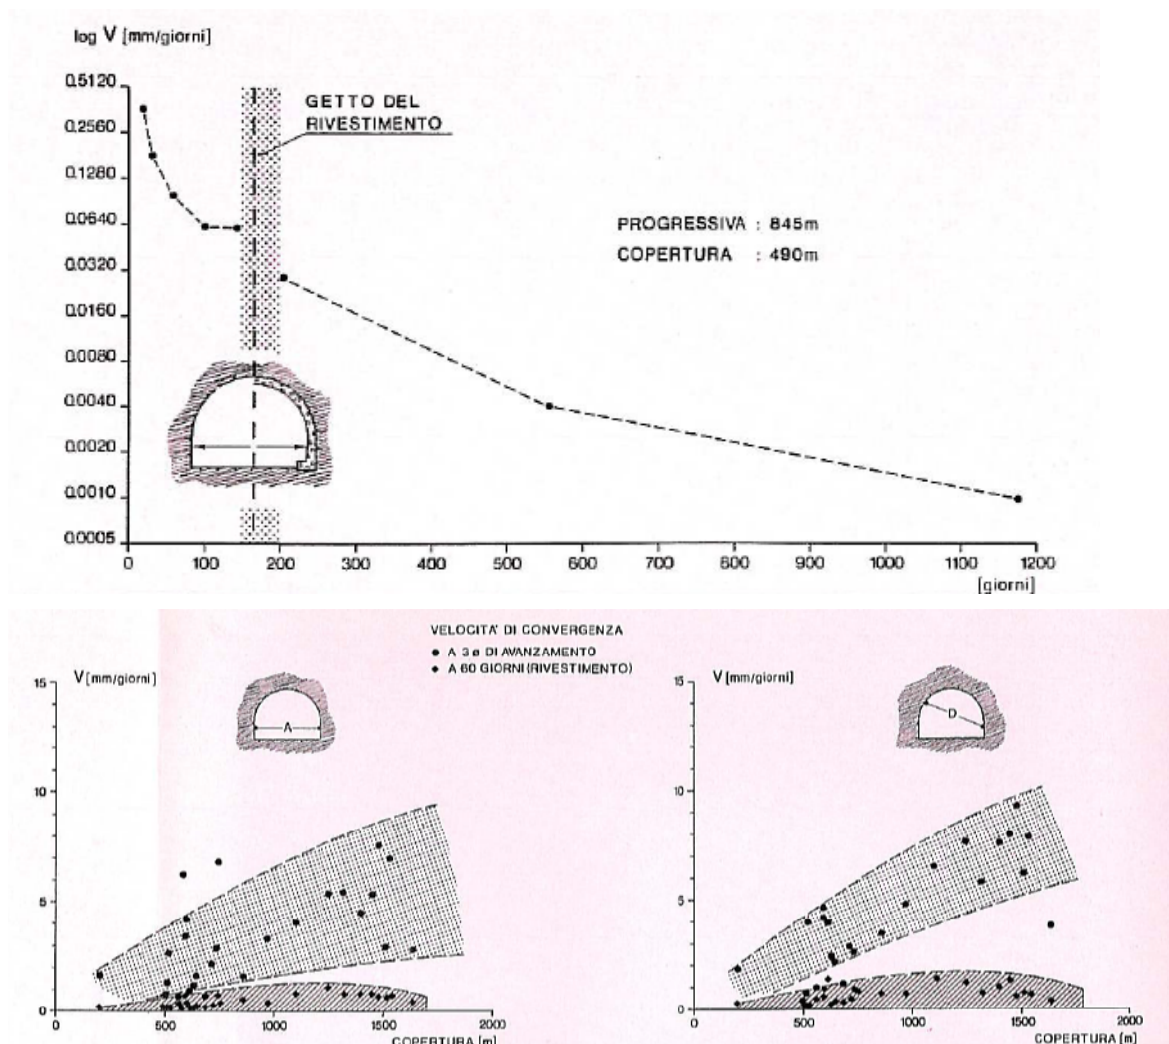 log V [mm/giorni]
0.5120
0.2560
0.1280
0.0640
0.0320
0.0160
0.0080
0.0040
0.0020
0.0010
0.0005
GETTO DEL
RIVESTIMENTO
PROGRESSIVA : 845m
COPERTURA : 490m
0 100 200 300 400 500 600 700 800 900 1000 1100 1200
[giorni]
VELOCITA' DI CONVERGENZA
● A 3 ø DI AVANZAMENTO
◆ A 60 GIORNI (RIVESTIMENTO)
V [mm/giorni]
15
10
5
0
A
0 500 1000 1500 2000
COPERTURA [m]
V [mm/giorni]
15
10
5
0
D
0 500 1000 1500 2000
COPERTURA [m]